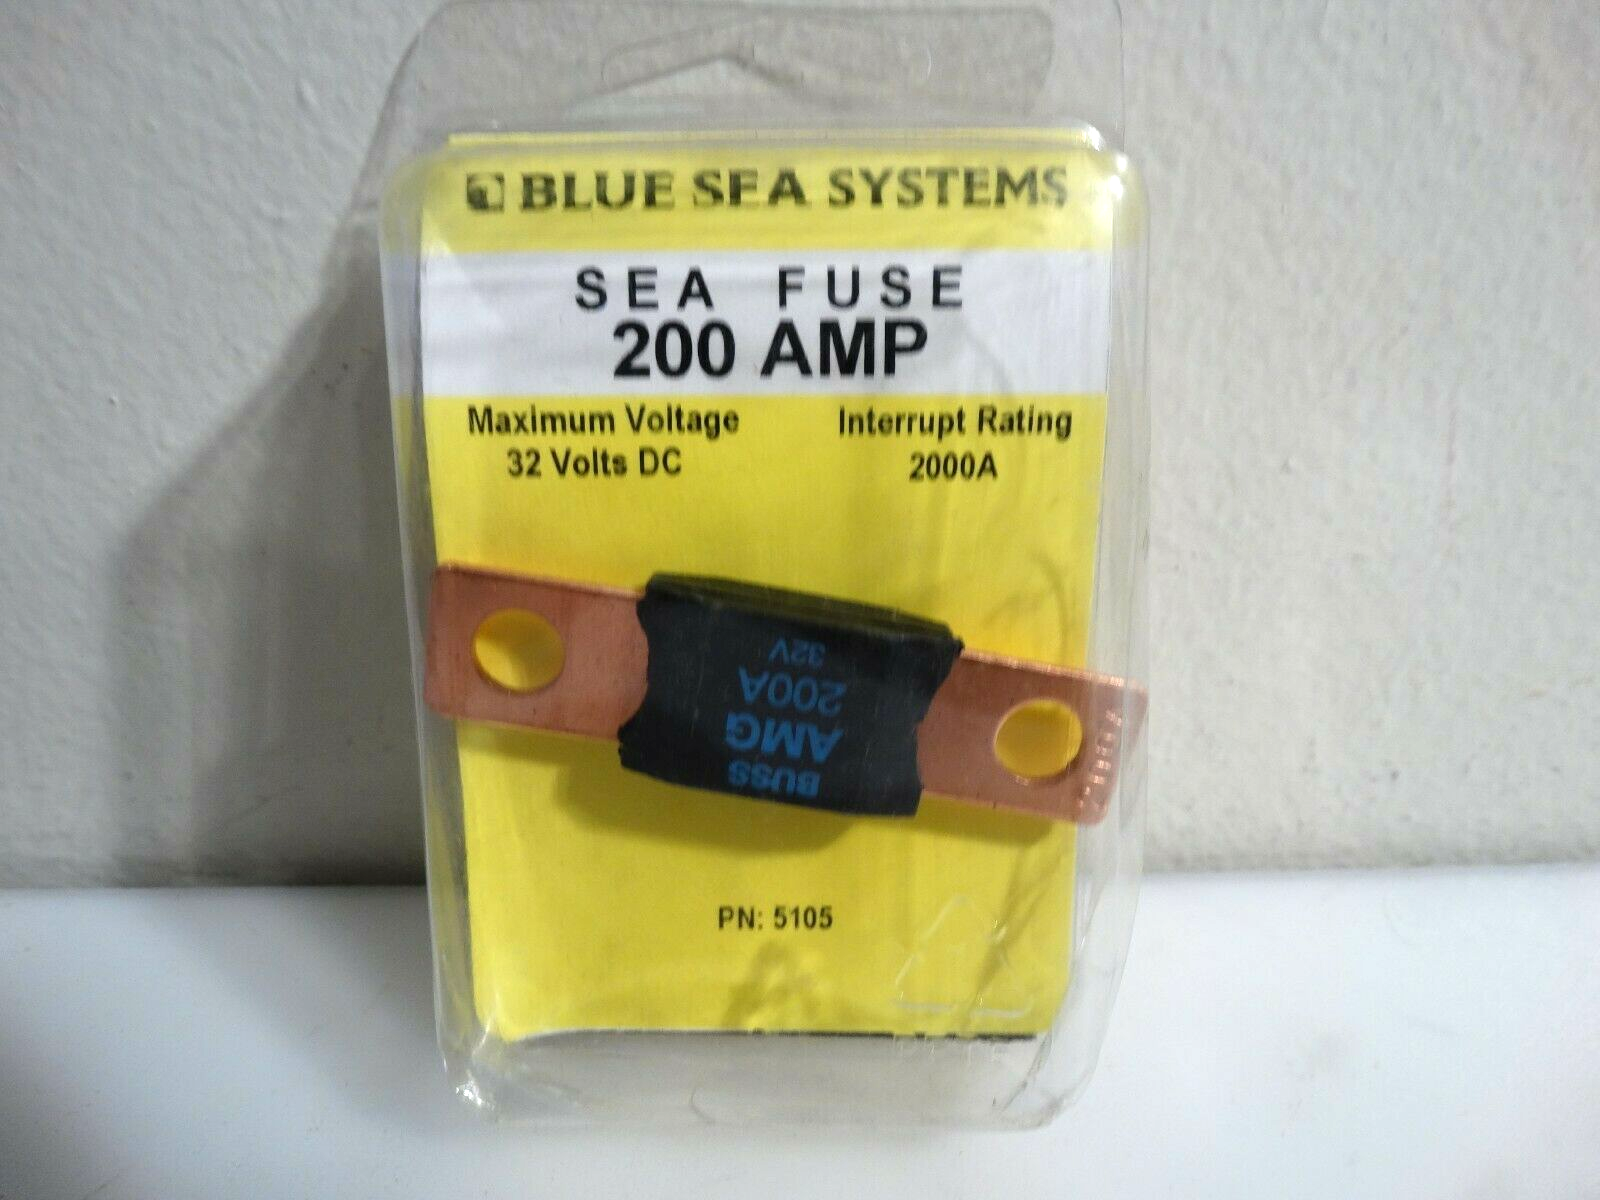 BLUE SEA SYSTEMS
SEA FUSE
200 AMP
Maximum Voltage
32 Volts DC
Interrupt Rating
2000A
BUSS
AMG
200A
32V
PN: 5105